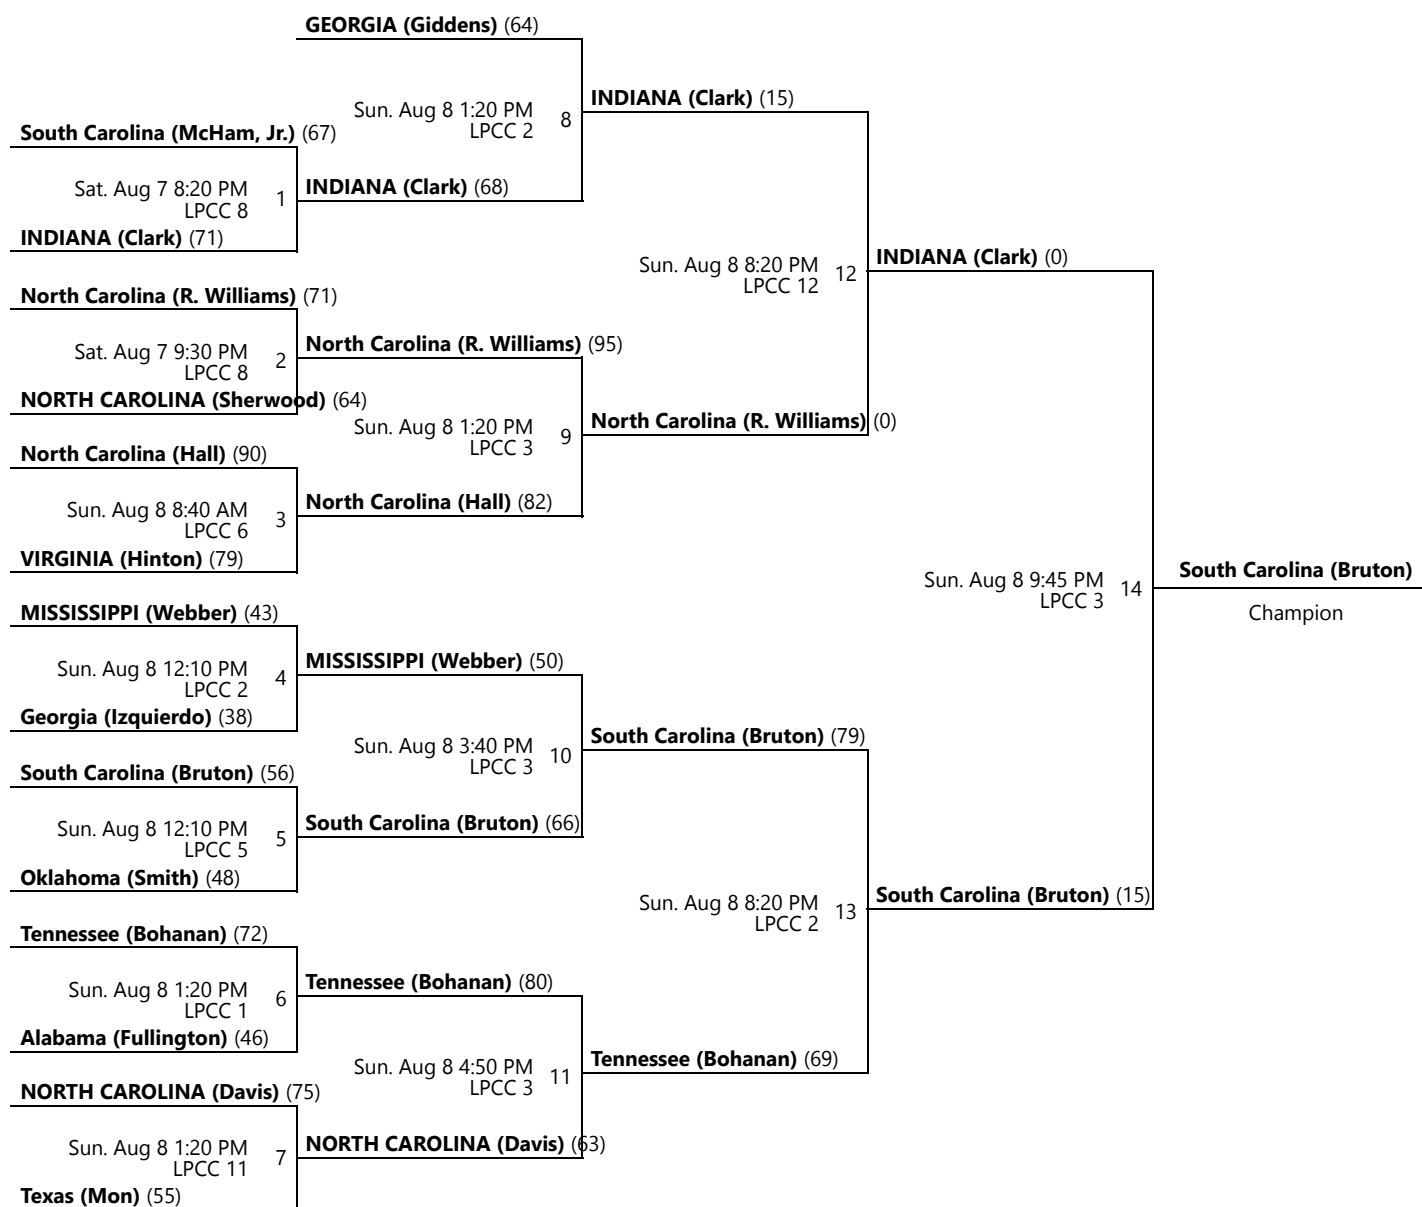 GEORGIA (Giddens) (64)
Sun. Aug 8 1:20 PM
LPCC 2
8
INDIANA (Clark) (15)
South Carolina (McHam, Jr.) (67)
Sat. Aug 7 8:20 PM
LPCC 8
1
INDIANA (Clark) (68)
INDIANA (Clark) (71)
Sun. Aug 8 8:20 PM
LPCC 12
12
INDIANA (Clark) (0)
North Carolina (R. Williams) (71)
Sat. Aug 7 9:30 PM
LPCC 8
2
North Carolina (R. Williams) (95)
NORTH CAROLINA (Sherwood) (64)
Sun. Aug 8 1:20 PM
LPCC 3
9
North Carolina (R. Williams) (0)
North Carolina (Hall) (90)
Sun. Aug 8 8:40 AM
LPCC 6
3
North Carolina (Hall) (82)
VIRGINIA (Hinton) (79)
Sun. Aug 8 9:45 PM
LPCC 3
14
South Carolina (Bruton)
Champion
MISSISSIPPI (Webber) (43)
Sun. Aug 8 12:10 PM
LPCC 2
4
MISSISSIPPI (Webber) (50)
Georgia (Izquierdo) (38)
Sun. Aug 8 3:40 PM
LPCC 3
10
South Carolina (Bruton) (79)
South Carolina (Bruton) (56)
Sun. Aug 8 12:10 PM
LPCC 5
5
South Carolina (Bruton) (66)
Oklahoma (Smith) (48)
Sun. Aug 8 8:20 PM
LPCC 2
13
South Carolina (Bruton) (15)
Tennessee (Bohanan) (72)
Sun. Aug 8 1:20 PM
LPCC 1
6
Tennessee (Bohanan) (80)
Alabama (Fullington) (46)
Sun. Aug 8 4:50 PM
LPCC 3
11
Tennessee (Bohanan) (69)
NORTH CAROLINA (Davis) (75)
Sun. Aug 8 1:20 PM
LPCC 11
7
NORTH CAROLINA (Davis) (63)
Texas (Mon) (55)